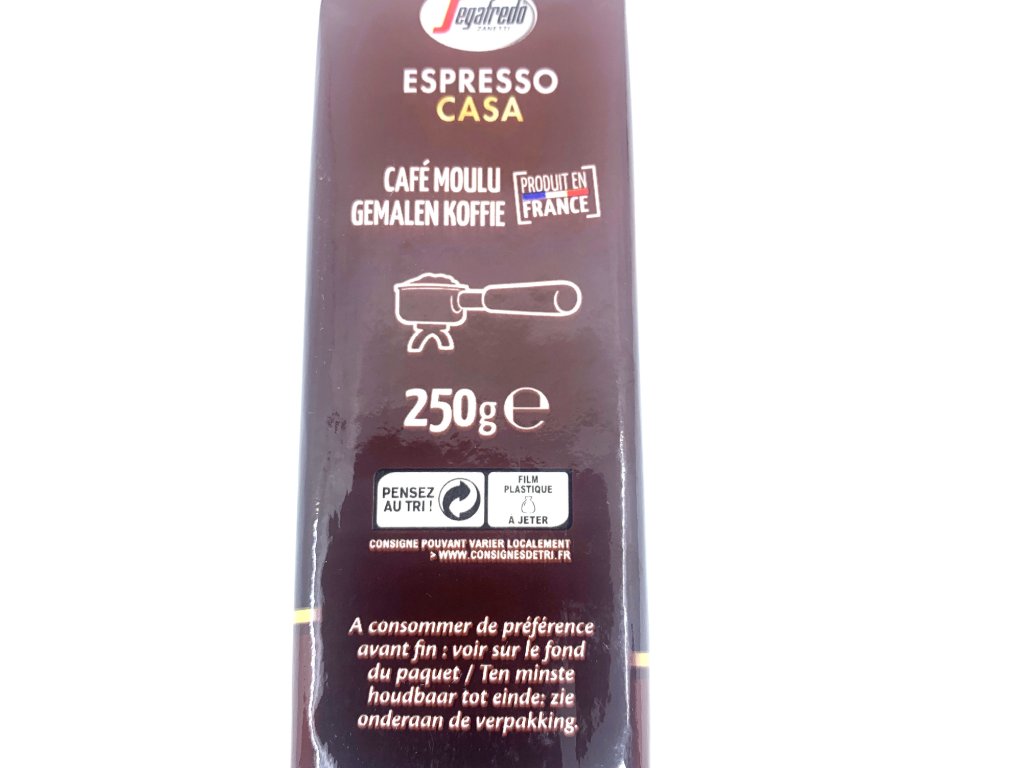 Segafredo
ZANETTI
ESPRESSO
CASA
CAFÉ MOULU
GEMALEN KOFFIE
PRODUIT EN
FRANCE
250g e
PENSEZ
AU TRI !
FILM
PLASTIQUE
A JETER
CONSIGNE POUVANT VARIER LOCALEMENT
> WWW.CONSIGNESDETRI.FR
A consommer de préférence
avant fin : voir sur le fond
du paquet / Ten minste
houdbaar tot einde: zie
onderaan de verpakking.